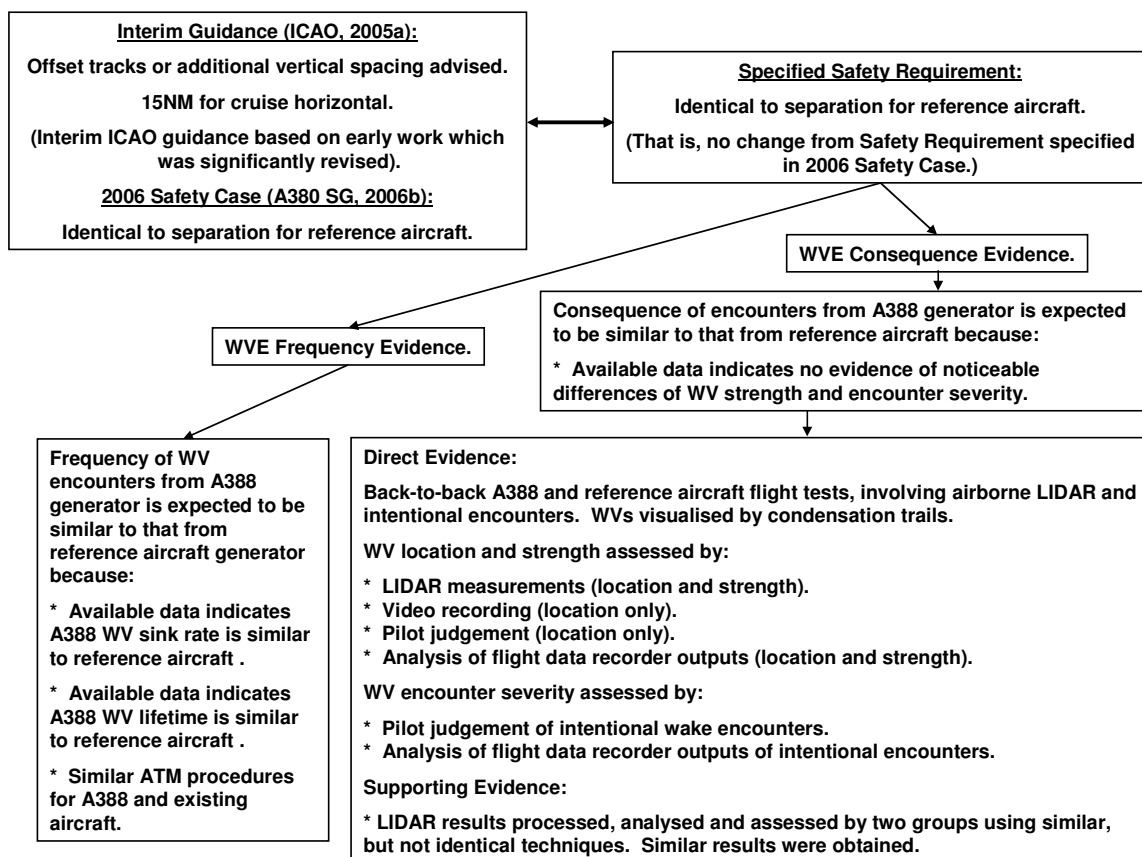 Interim Guidance (ICAO, 2005a):
Offset tracks or additional vertical spacing advised.
15NM for cruise horizontal.
(Interim ICAO guidance based on early work which
was significantly revised).
2006 Safety Case (A380 SG, 2006b):
Identical to separation for reference aircraft.
Specified Safety Requirement:
Identical to separation for reference aircraft.
(That is, no change from Safety Requirement specified
in 2006 Safety Case.)
WVE Consequence Evidence.
Consequence of encounters from A388 generator is expected
to be similar to that from reference aircraft because:
* Available data indicates no evidence of noticeable
differences of WV strength and encounter severity.
WVE Frequency Evidence.
Frequency of WV
encounters from A388
generator is expected to be
similar to that from
reference aircraft generator
because:
* Available data indicates
A388 WV sink rate is similar
to reference aircraft .
* Available data indicates
A388 WV lifetime is similar
to reference aircraft .
* Similar ATM procedures
for A388 and existing
aircraft.
Direct Evidence:
Back-to-back A388 and reference aircraft flight tests, involving airborne LIDAR and
intentional encounters. WVs visualised by condensation trails.
WV location and strength assessed by:
* LIDAR measurements (location and strength).
* Video recording (location only).
* Pilot judgement (location only).
* Analysis of flight data recorder outputs (location and strength).
WV encounter severity assessed by:
* Pilot judgement of intentional wake encounters.
* Analysis of flight data recorder outputs of intentional encounters.
Supporting Evidence:
* LIDAR results processed, analysed and assessed by two groups using similar,
but not identical techniques. Similar results were obtained.